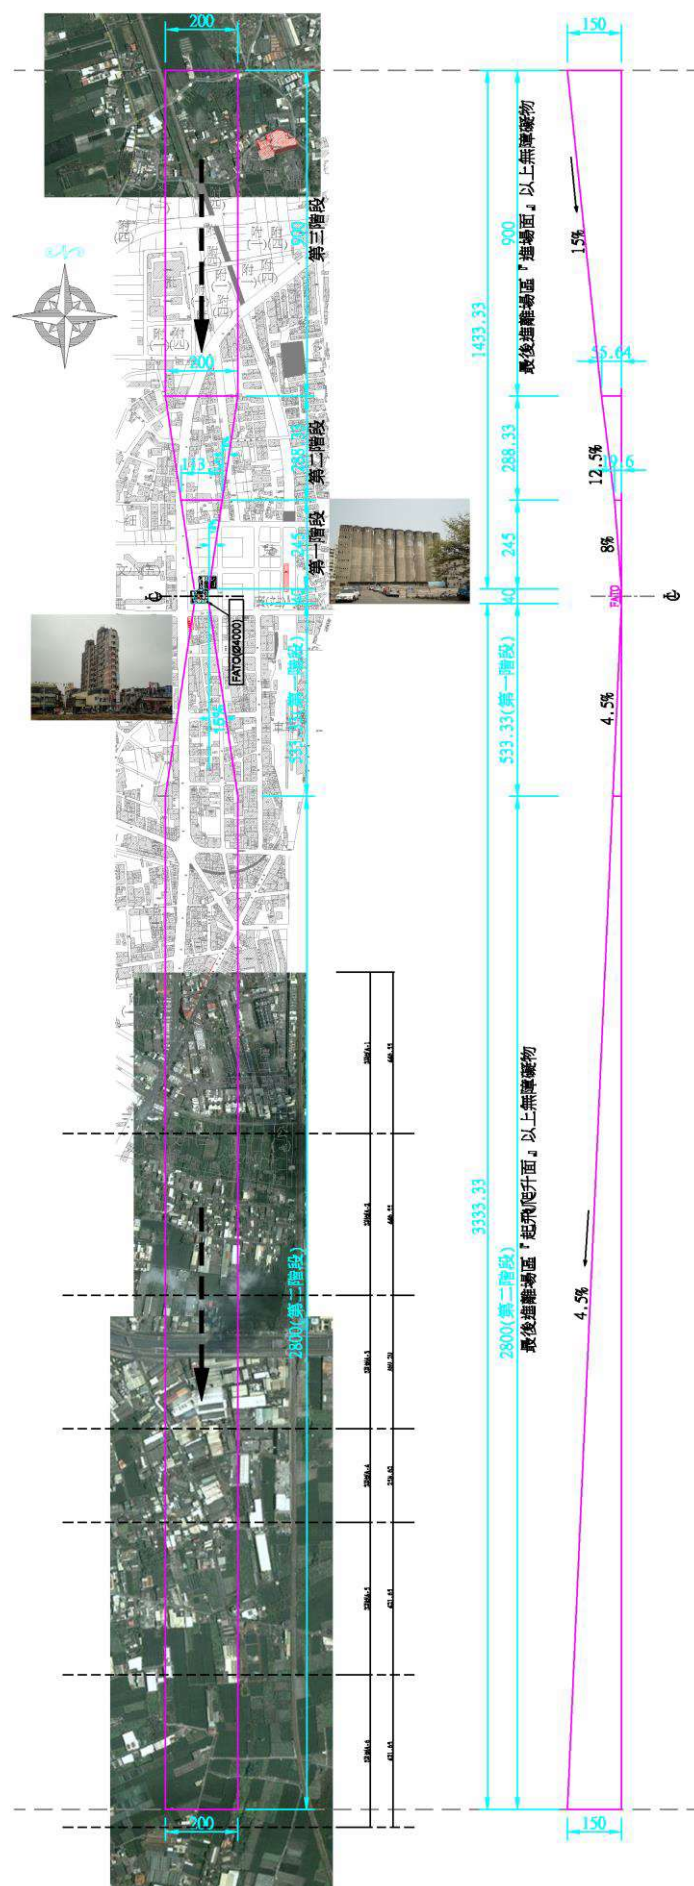 200
150
900
第三階段
1433.33
900
最後進離場區『進場面』以上無障礙物
15%
200
55.64
113
288.33
第二階段
288.33
12.5%
19.6
245
第一階段
245
8%
40
FATO
FATO(Ø4000)
15%
533.33(第一階段)
533.33(第一階段)
4.5%
2800(第二階段)
3333.33
2800(第二階段)
最後進離場區『起飛爬升面』以上無障礙物
4.5%
200
150